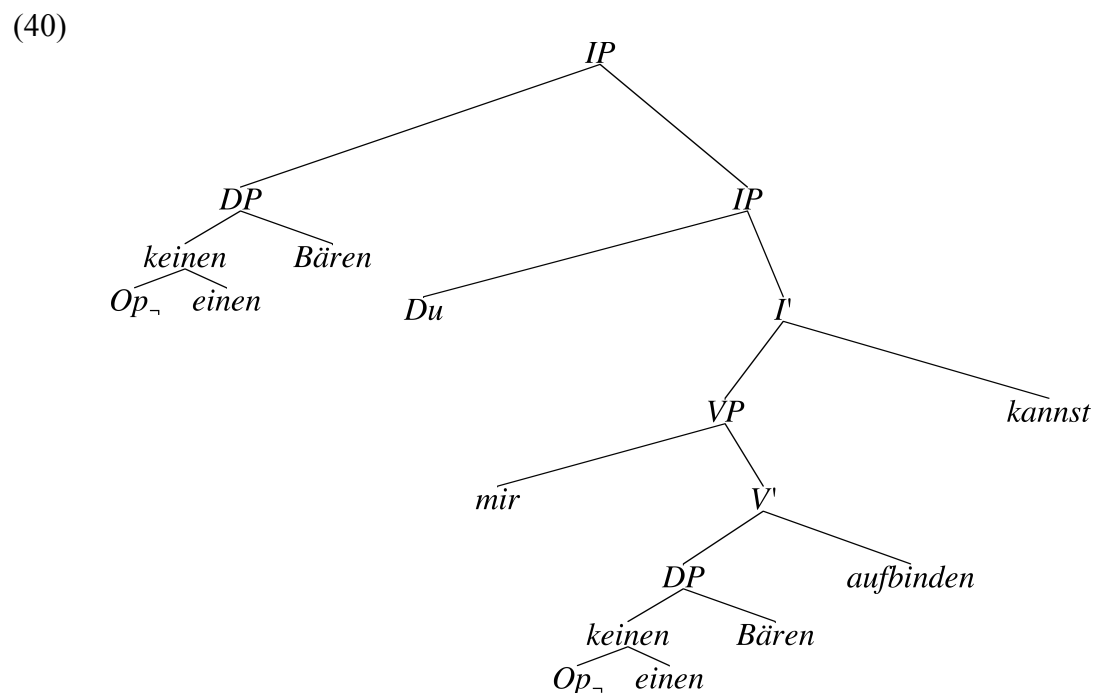 (40)
IP
DP IP
keinen Bären
Op¬ einen Du I'
VP kannst
mir V'
DP aufbinden
keinen Bären
Op¬ einen